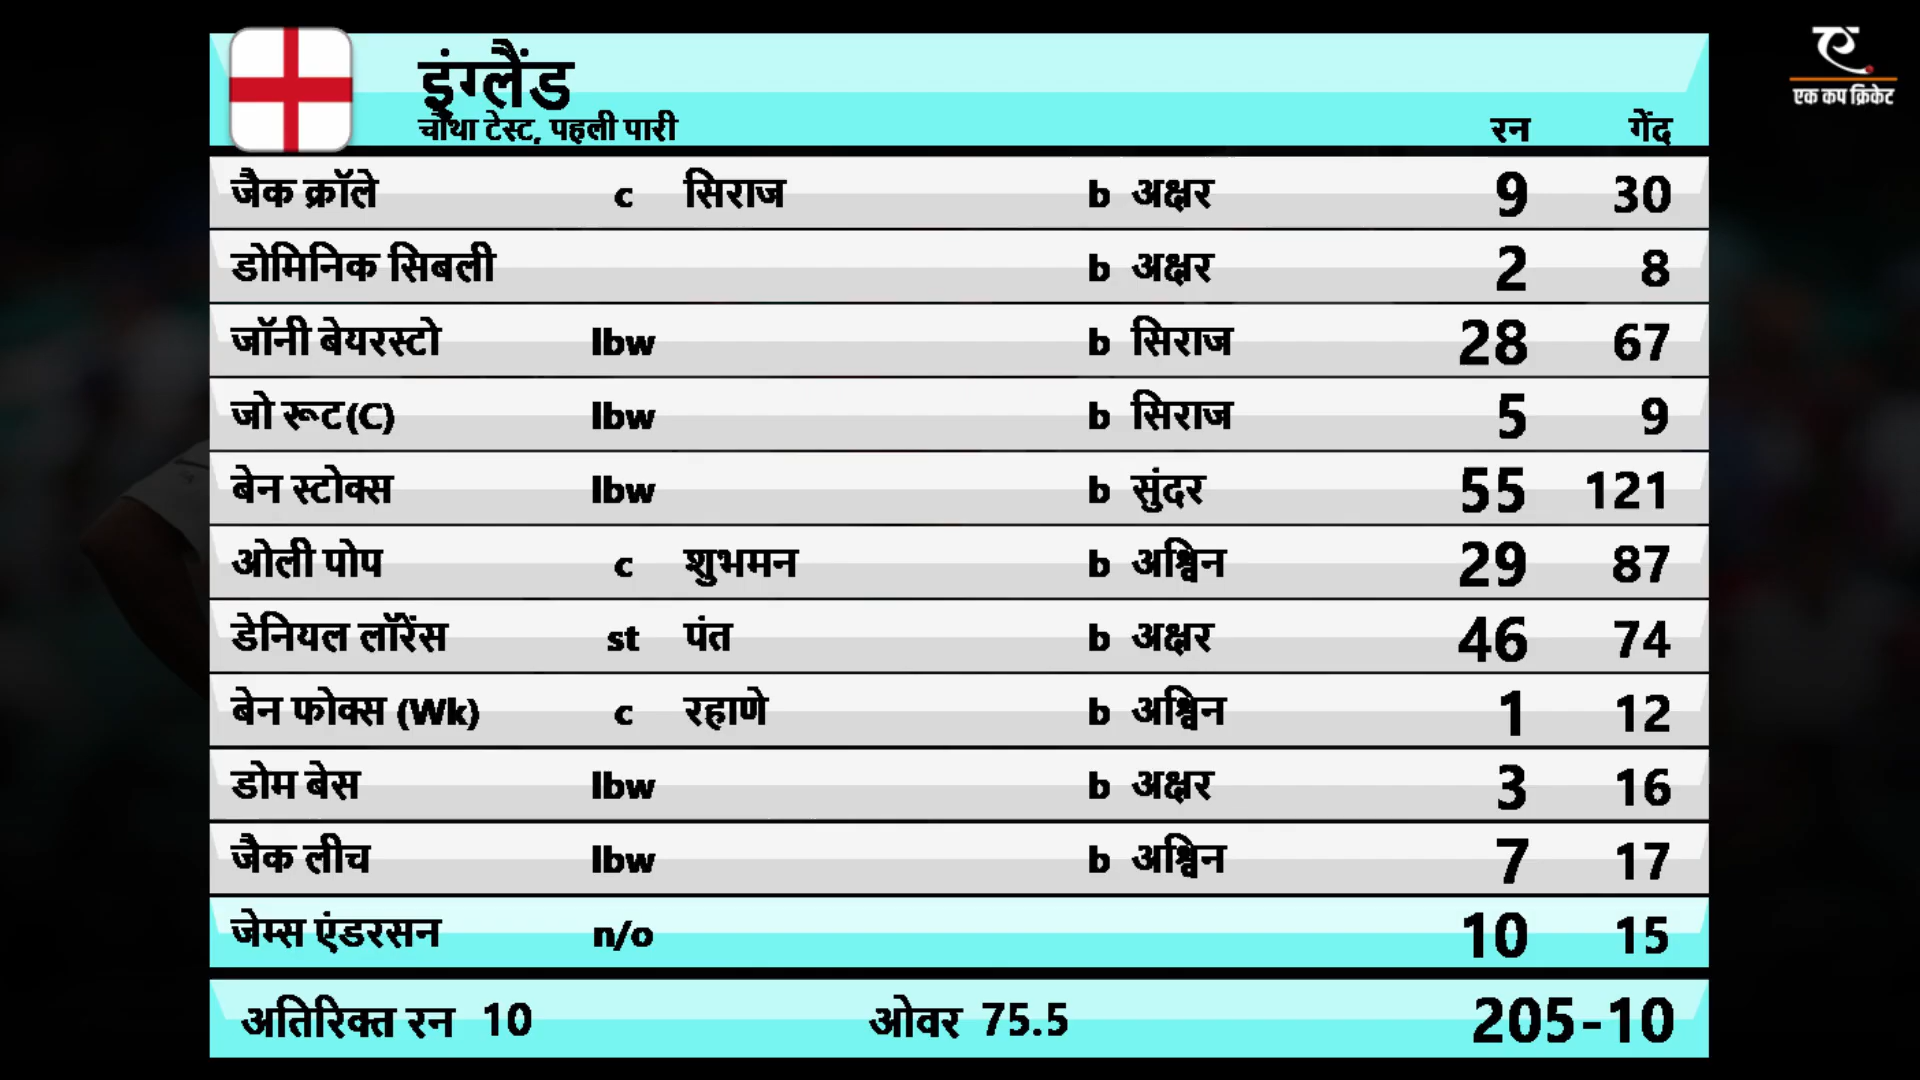 इंग्लैंड
चौथा टेस्ट, पहली पारी रन गेंद
एक कप क्रिकेट
जैक क्रॉले c सिराज b अक्षर 9 30
डोमिनिक सिबली b अक्षर 2 8
जॉनी बेयरस्टो lbw b सिराज 28 67
जो रूट(C) lbw b सिराज 5 9
बेन स्टोक्स lbw b सुंदर 55 121
ओली पोप c शुभमन b अश्विन 29 87
डेनियल लॉरेंस st पंत b अक्षर 46 74
बेन फोक्स (Wk) c रहाणे b अश्विन 1 12
डोम बेस lbw b अक्षर 3 16
जैक लीच lbw b अश्विन 7 17
जेम्स एंडरसन n/o 10 15
अतिरिक्त रन 10 ओवर 75.5 205-10